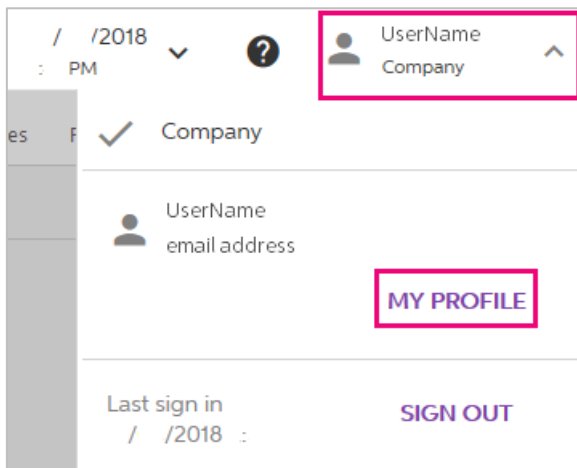 / /2018
: PM
?
UserName
Company
es F
Company
UserName
email address
MY PROFILE
Last sign in
/ /2018 :
SIGN OUT